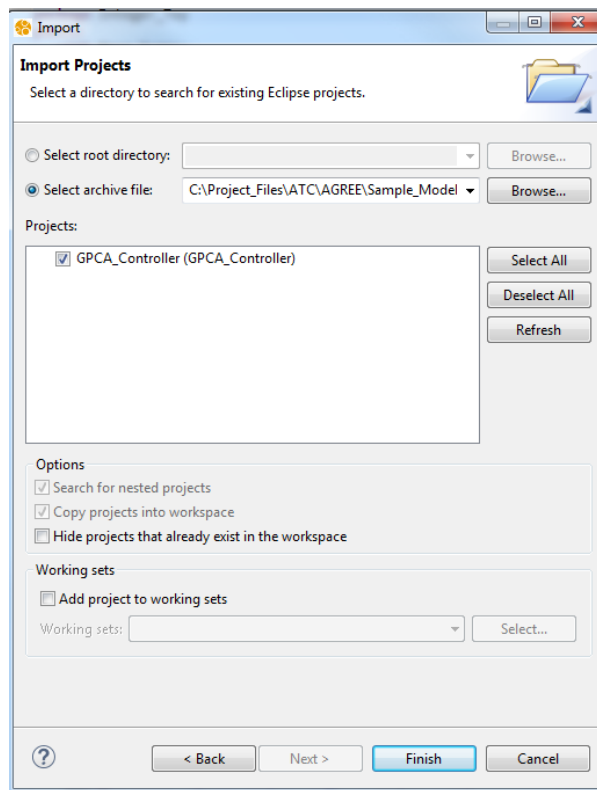 Import
Import Projects
Select a directory to search for existing Eclipse projects.
Select root directory:
Browse...
Select archive file:
C:\Project_Files\ATC\AGREE\Sample_Model
Browse...
Projects:
GPCA_Controller (GPCA_Controller)
Select All
Deselect All
Refresh
Options
Search for nested projects
Copy projects into workspace
Hide projects that already exist in the workspace
Working sets
Add project to working sets
Working sets:
Select...
?
< Back
Next >
Finish
Cancel